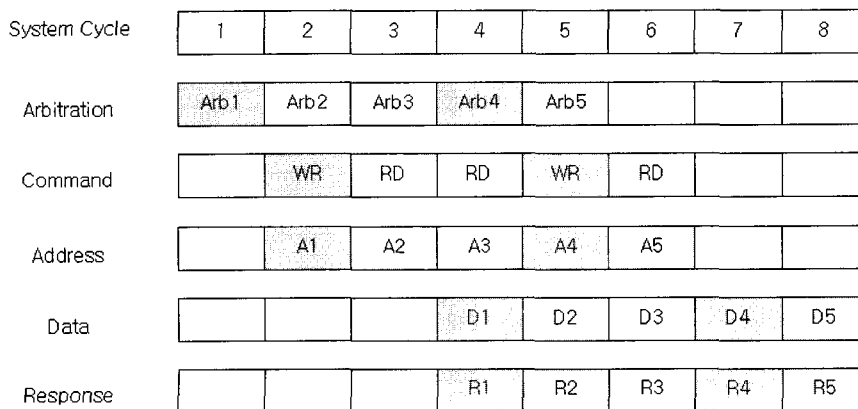 System Cycle 1 2 3 4 5 6 7 8
Arbitration Arb1 Arb2 Arb3 Arb4 Arb5
Command WR RD RD WR RD
Address A1 A2 A3 A4 A5
Data D1 D2 D3 D4 D5
Response R1 R2 R3 R4 R5